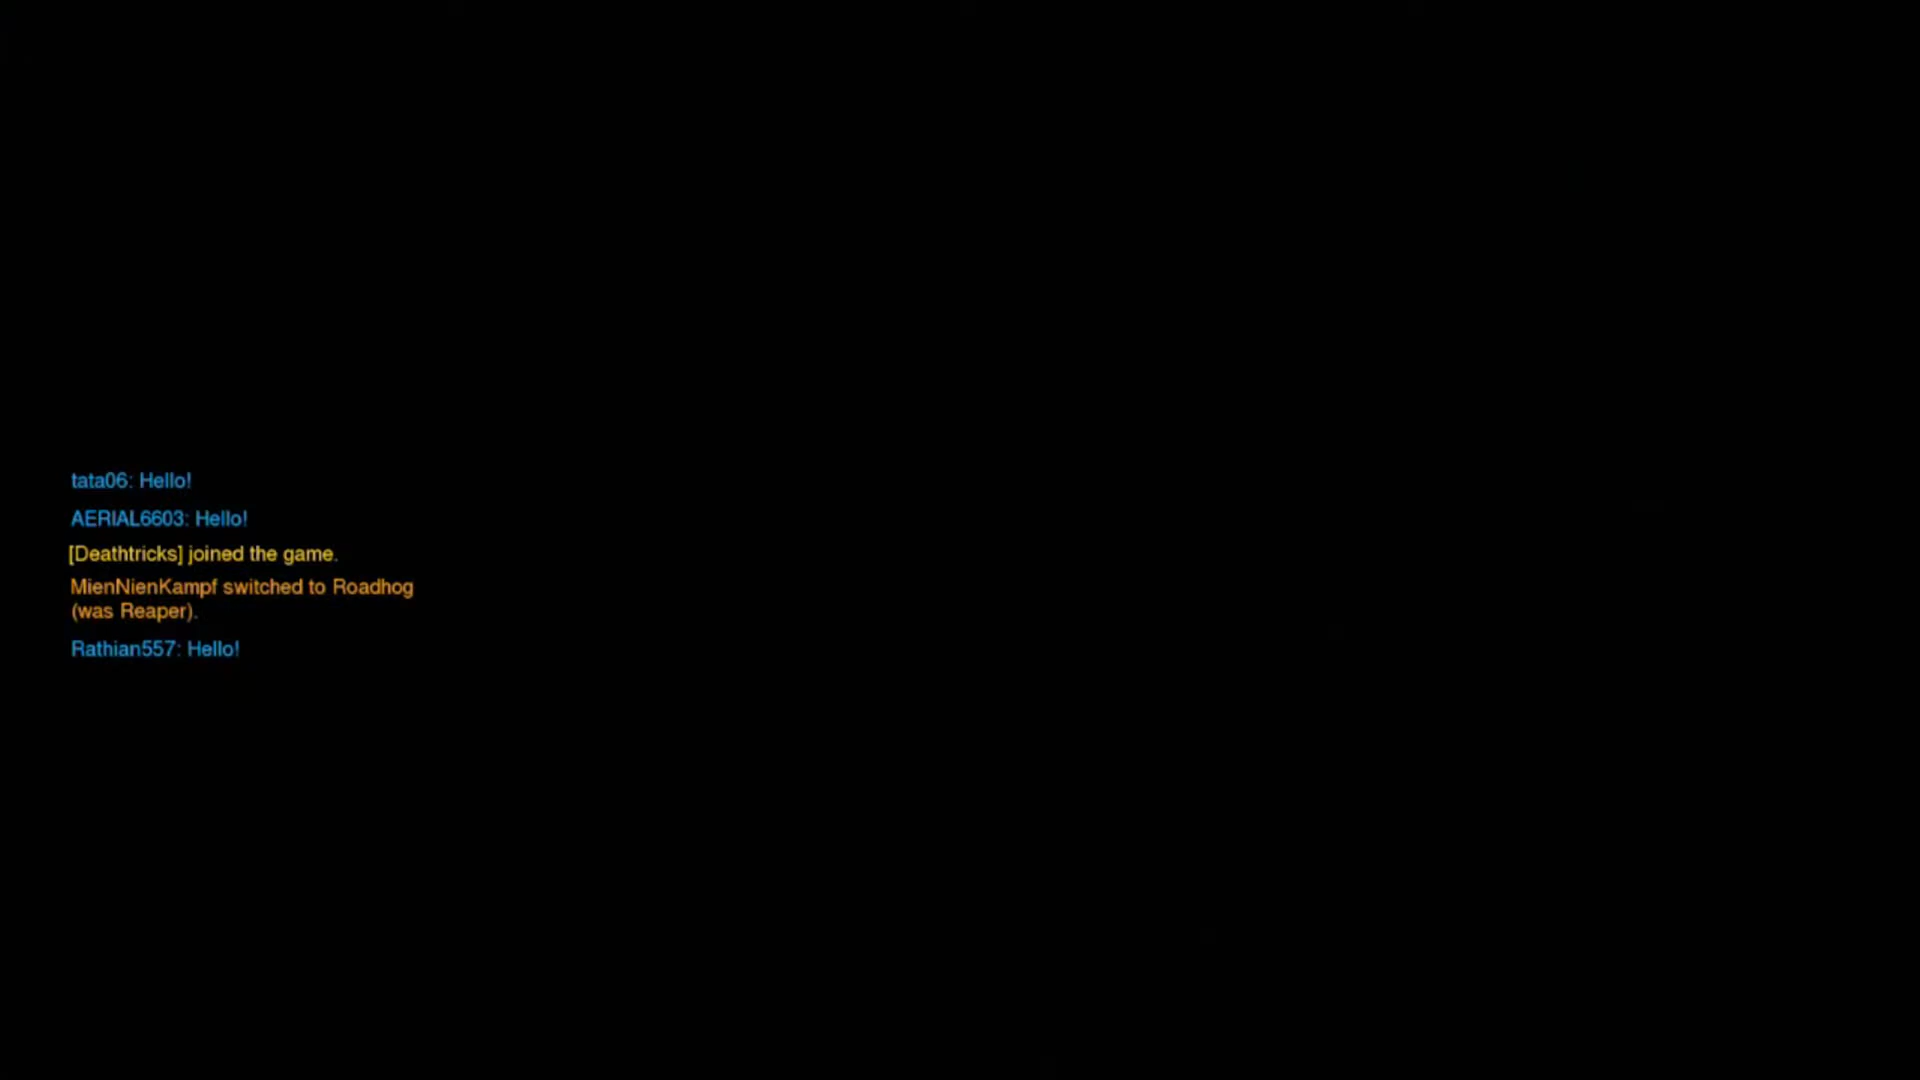 tata06: Hello!
AERIAL6603: Hello!
[Deathtricks] joined the game.
MienNienKampf switched to Roadhog
(was Reaper).
Rathian557: Hello!